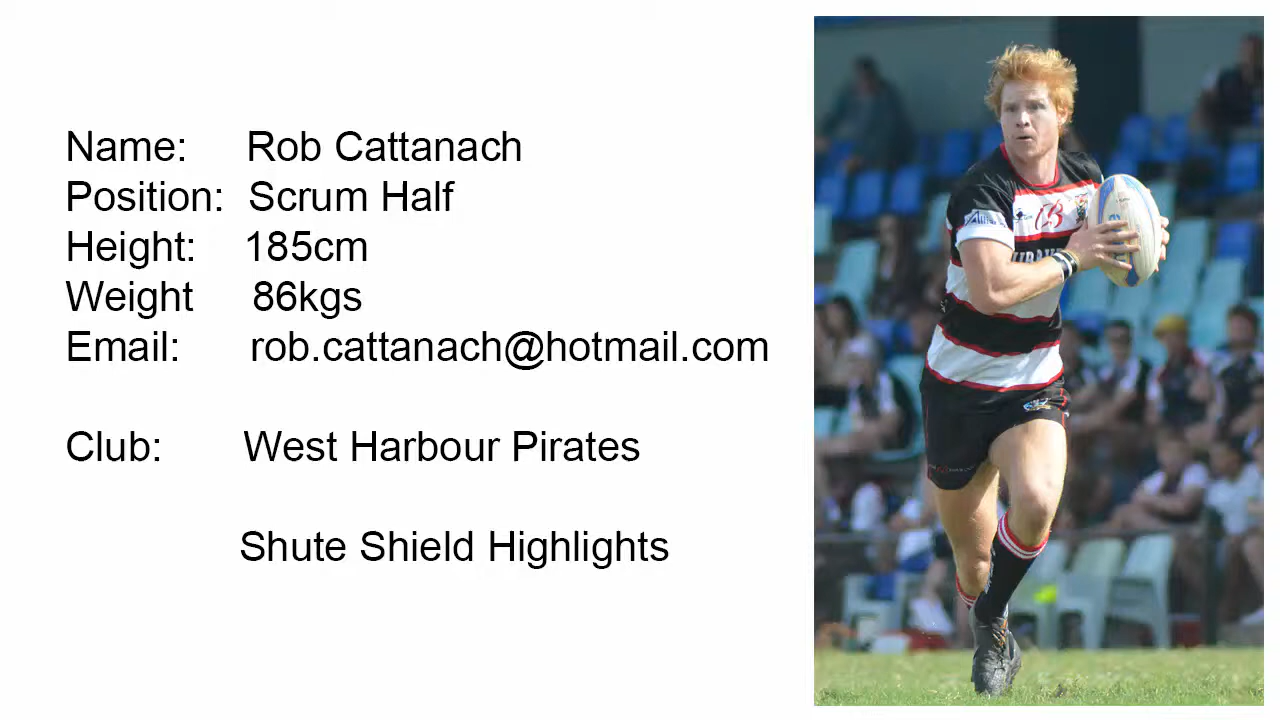 Name: Rob Cattanach
Position: Scrum Half
Height: 185cm
Weight 86kgs
Email: rob.cattanach@hotmail.com
Club: West Harbour Pirates
Shute Shield Highlights